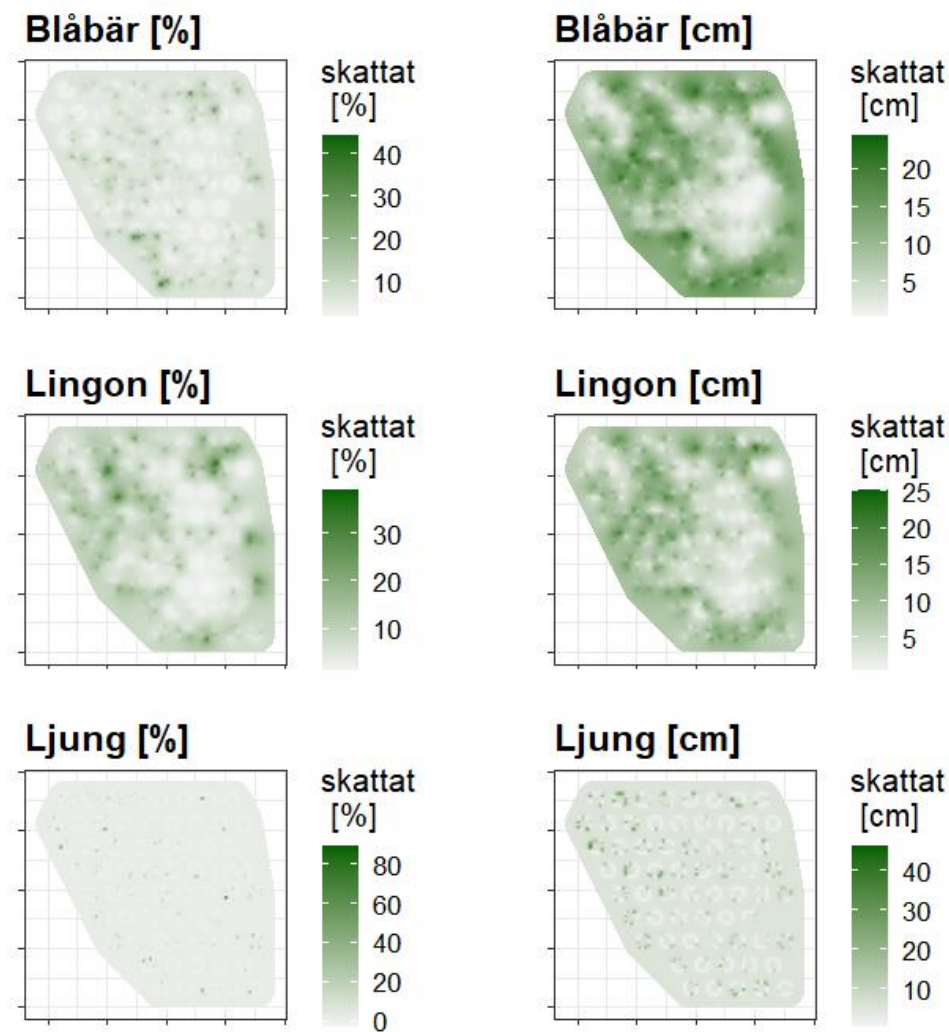 Blåbär [%]
skattat
[%]
40
30
20
10
Blåbär [cm]
skattat
[cm]
20
15
10
5
Lingon [%]
skattat
[%]
30
20
10
Lingon [cm]
skattat
[cm]
25
20
15
10
5
Ljung [%]
skattat
[%]
80
60
40
20
0
Ljung [cm]
skattat
[cm]
40
30
20
10